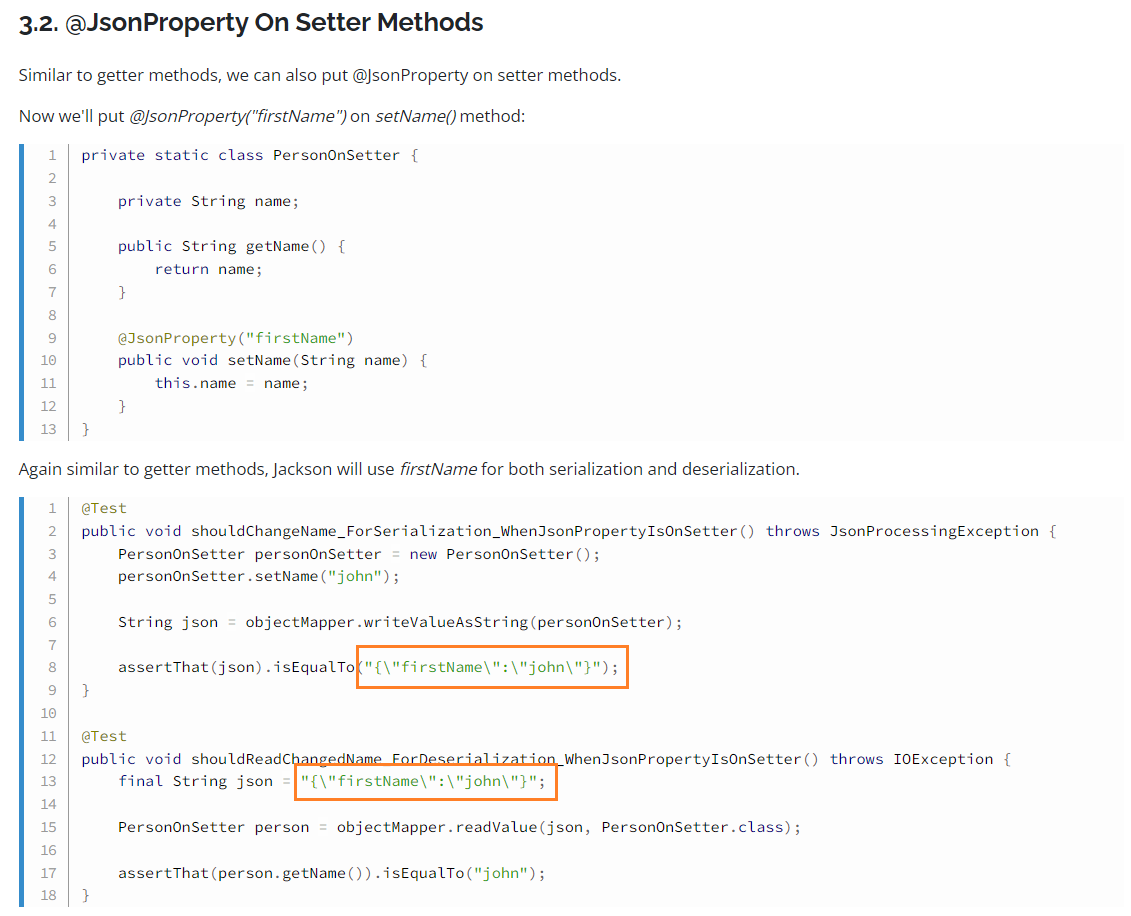 3.2. @JsonProperty On Setter Methods
Similar to getter methods, we can also put @JsonProperty on setter methods.
Now we'll put @JsonProperty("firstName") on setName() method:
1 private static class PersonOnSetter {
2
3     private String name;
4
5     public String getName() {
6         return name;
7     }
8
9     @JsonProperty("firstName")
10     public void setName(String name) {
11         this.name = name;
12     }
13 }
Again similar to getter methods, Jackson will use firstName for both serialization and deserialization.
1 @Test
2 public void shouldChangeName_ForSerialization_WhenJsonPropertyIsOnSetter() throws JsonProcessingException {
3     PersonOnSetter personOnSetter = new PersonOnSetter();
4     personOnSetter.setName("john");
5
6     String json = objectMapper.writeValueAsString(personOnSetter);
7
8     assertThat(json).isEqualTo("{\"firstName\":\"john\"}");
9 }
10
11 @Test
12 public void shouldReadChangedName_ForDeserialization_WhenJsonPropertyIsOnSetter() throws IOException {
13     final String json = "{\"firstName\":\"john\"}";
14
15     PersonOnSetter person = objectMapper.readValue(json, PersonOnSetter.class);
16
17     assertThat(person.getName()).isEqualTo("john");
18 }